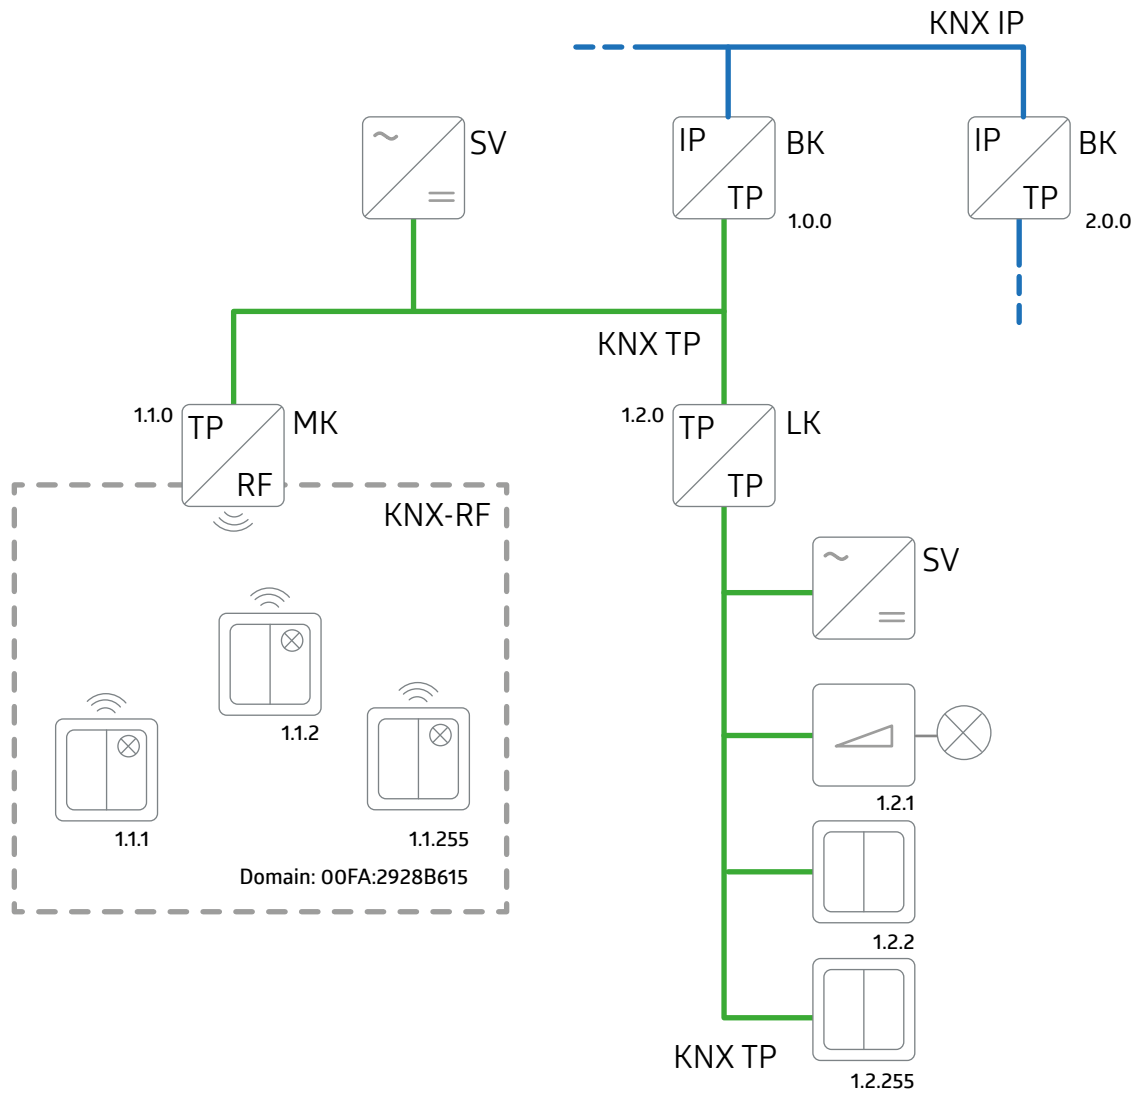 KNX IP
SV
IP
TP
BK
1.0.0
IP
TP
BK
2.0.0
KNX TP
1.1.0
TP
RF
MK
1.2.0
TP
TP
LK
KNX-RF
SV
1.1.2
1.1.1
1.1.255
Domain: 00FA:2928B615
1.2.1
1.2.2
KNX TP
1.2.255